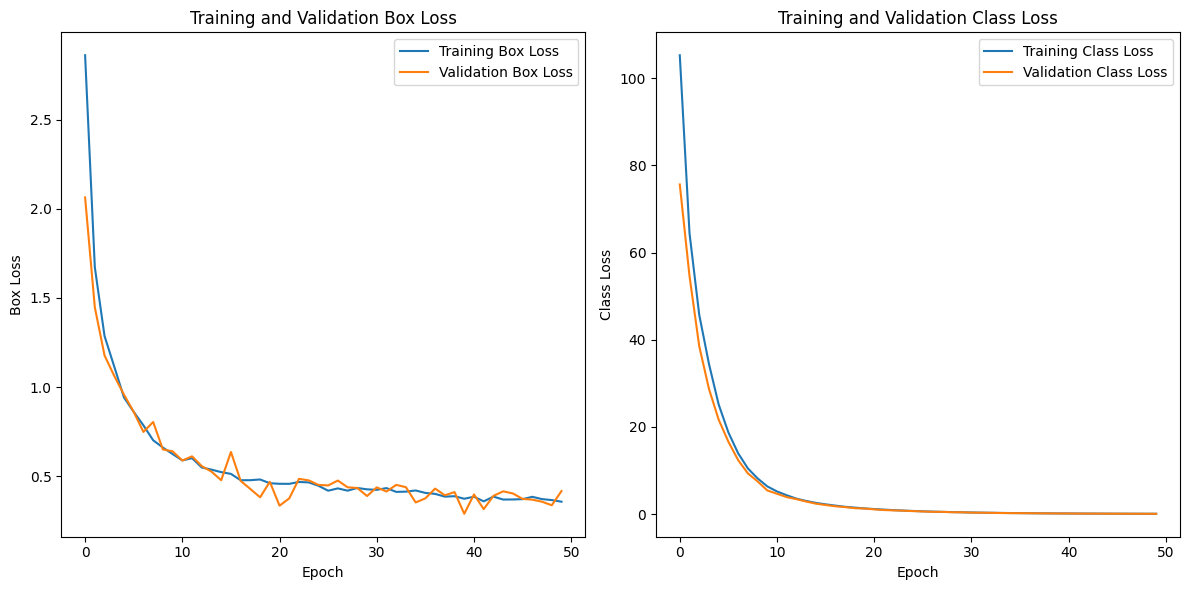 Training and Validation Box Loss
Training Box Loss
Validation Box Loss
2.5
2.0
1.5
1.0
0.5
Box Loss
0
10
20
30
40
50
Epoch
Training and Validation Class Loss
Training Class Loss
Validation Class Loss
100
80
60
40
20
0
Class Loss
0
10
20
30
40
50
Epoch